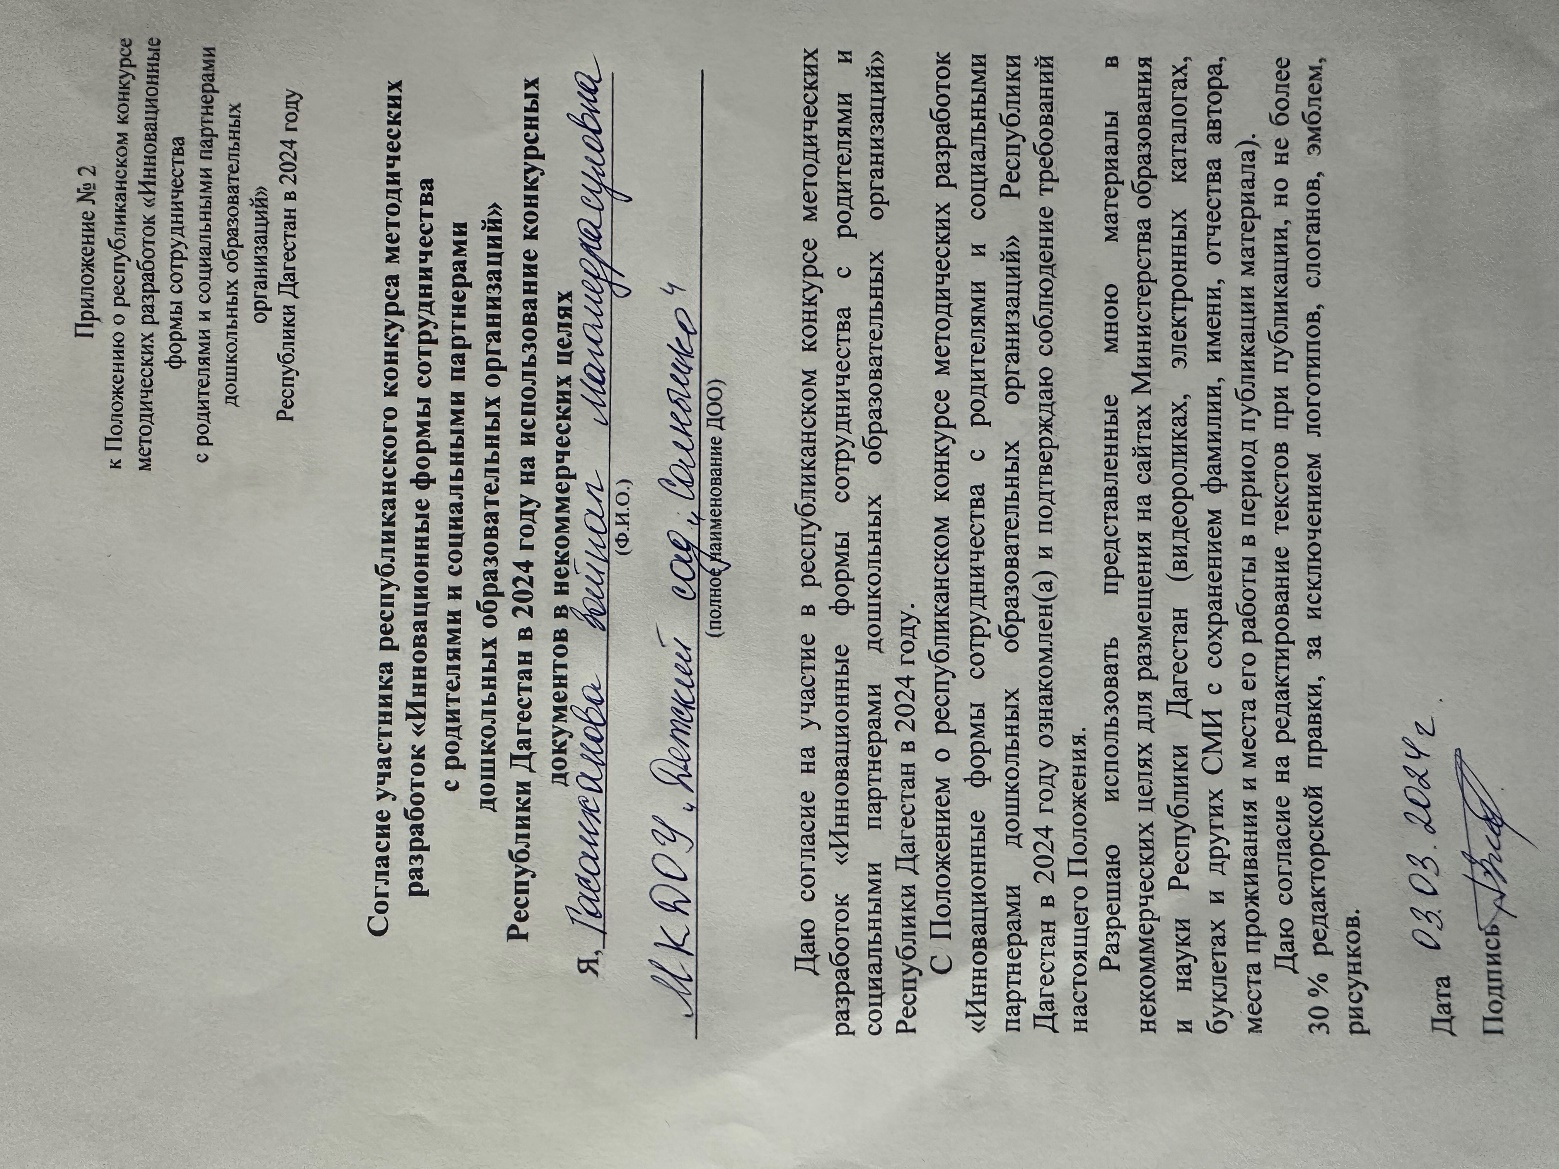 Приложение № 2
к Положению о республиканском конкурсе
методических разработок «Инновационные
формы сотрудничества
с родителями и социальными партнерами
дошкольных образовательных
организаций»
Республики Дагестан в 2024 году
Согласие участника республиканского конкурса методических
разработок «Инновационные формы сотрудничества
с родителями и социальными партнерами
дошкольных образовательных организаций»
Республики Дагестан в 2024 году на использование конкурсных
документов в некоммерческих целях
Я, Гасанханова Магомедрасуловна
(Ф.И.О.)
МКДОУ „Детский сад „Солнышко“
(полное наименование ДОО)
Даю согласие на участие в республиканском конкурсе методических
разработок «Инновационные формы сотрудничества с родителями и
социальными партнерами дошкольных образовательных организаций»
Республики Дагестан в 2024 году.
С Положением о республиканском конкурсе методических разработок
«Инновационные формы сотрудничества с родителями и социальными
партнерами дошкольных образовательных организаций» Республики
Дагестан в 2024 году ознакомлен(а) и подтверждаю соблюдение требований
настоящего Положения.
Разрешаю использовать представленные мною материалы в
некоммерческих целях для размещения на сайтах Министерства образования
и науки Республики Дагестан (видеороликах, электронных каталогах,
буклетах и других СМИ с сохранением фамилии, имени, отчества автора,
места проживания и места его работы в период публикации материала).
Даю согласие на редактирование текстов при публикации, но не более
30 % редакторской правки, за исключением логотипов, слоганов, эмблем,
рисунков.
Дата 03.03.2024г.
Подпись